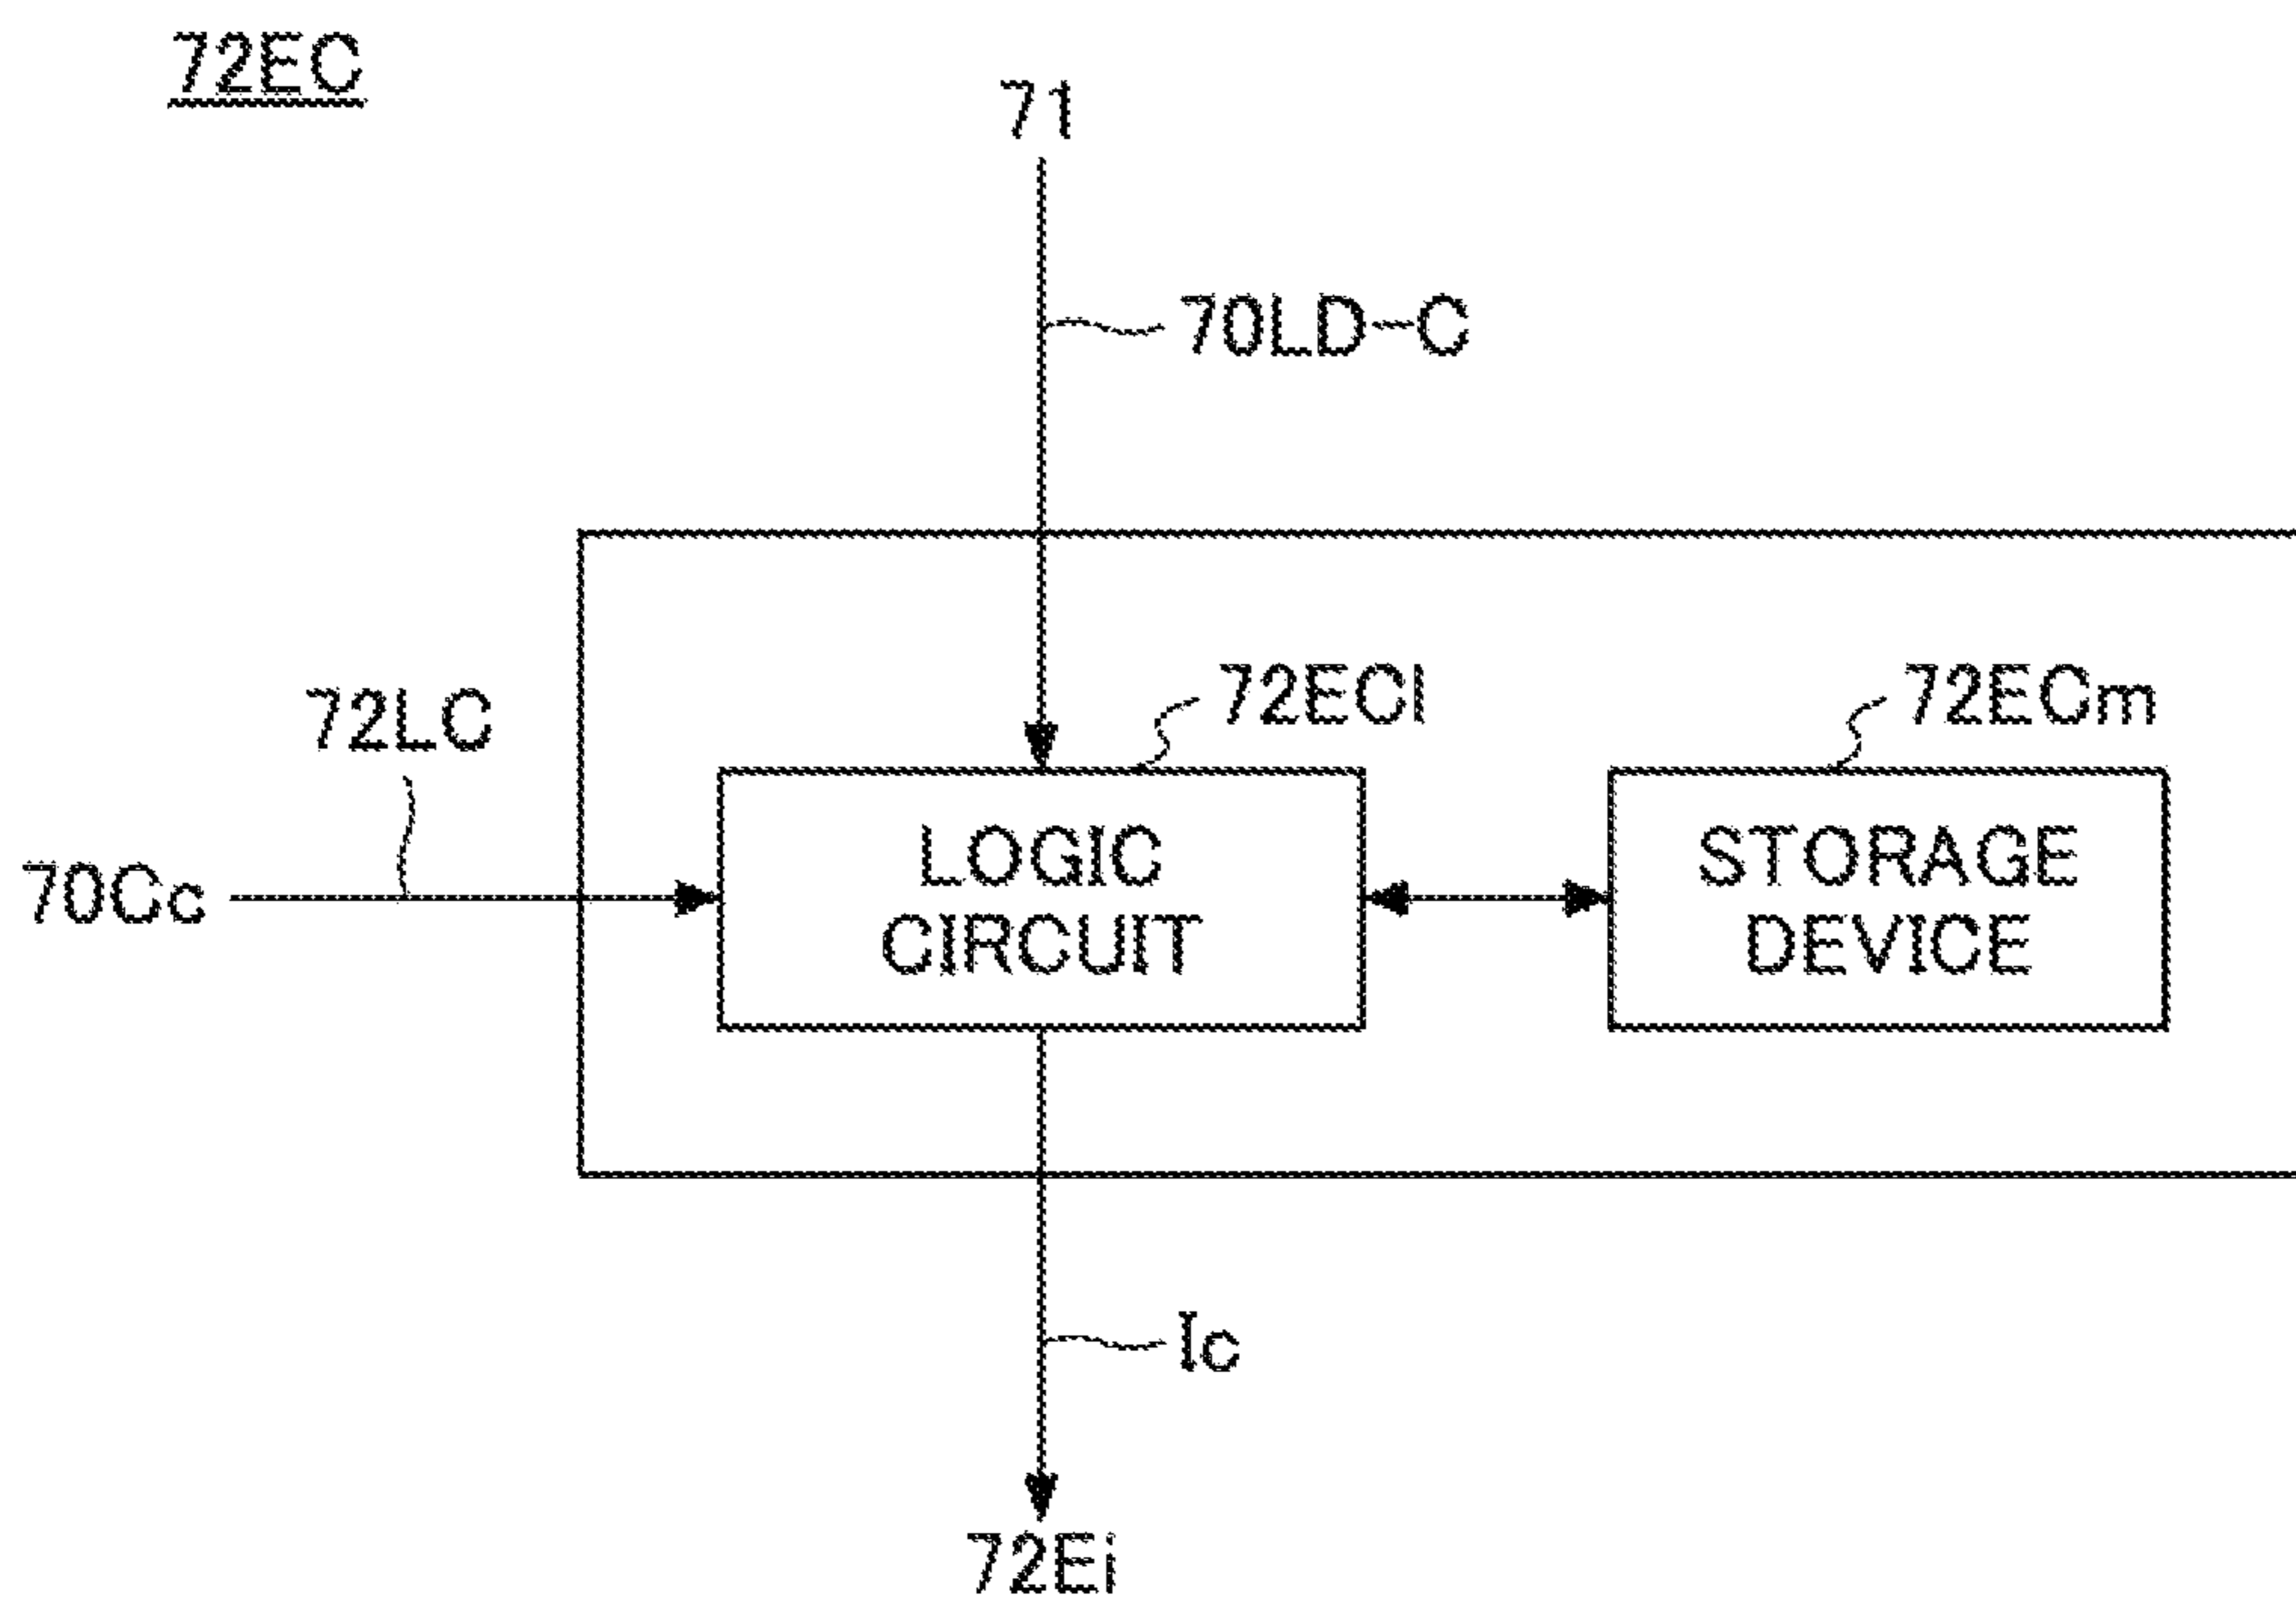 72EC
71
70LD-C
72ECl
72ECm
72LC
LOGIC
CIRCUIT
STORAGE
DEVICE
70Cc
Ic
72Ei